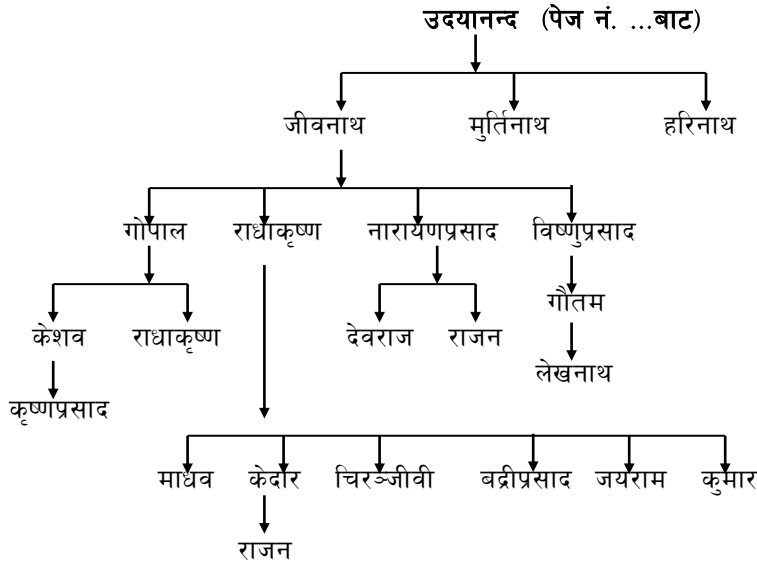 उदयानन्द (पेज नं. ...बाट)
जीवनाथ मुर्तिनाथ हरिनाथ
गोपाल राधाकृष्ण नारायणप्रसाद विष्णुप्रसाद
गौतम
केशव राधाकृष्ण देवराज राजन
लेखनाथ
कृष्णप्रसाद
माधव केदार चिरञ्जीवी बद्रीप्रसाद जयराम कुमार
राजन